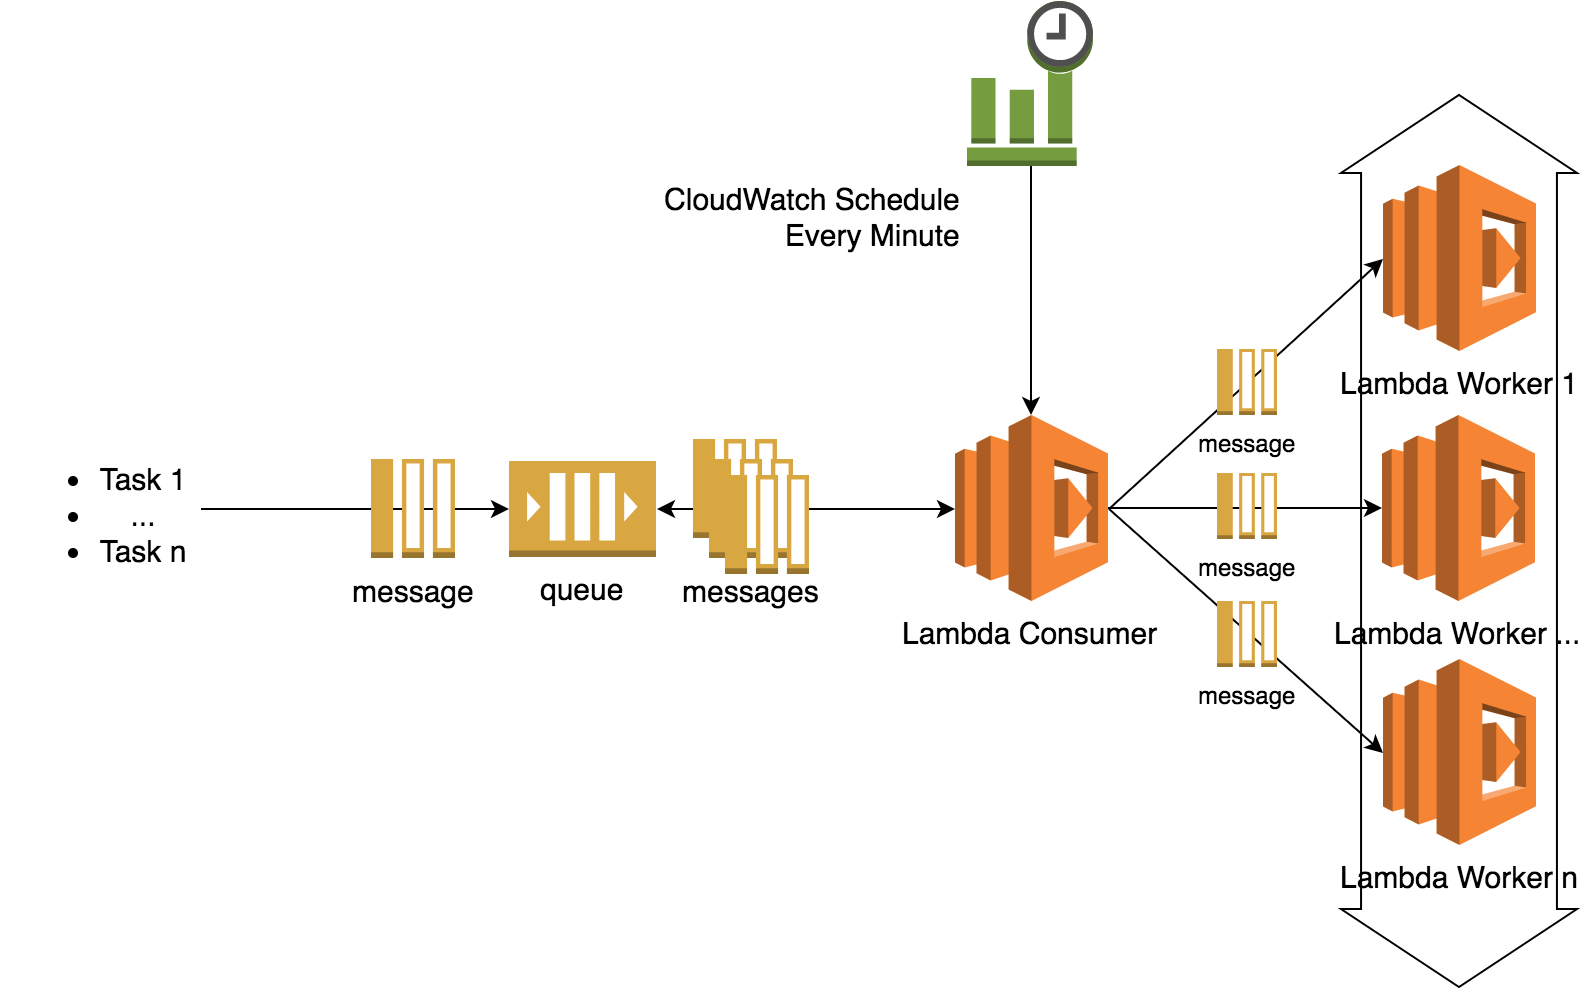 CloudWatch Schedule
Every Minute
Task 1
...
Task n
message
queue
messages
Lambda Consumer
message
message
message
Lambda Worker 1
Lambda Worker ...
Lambda Worker n